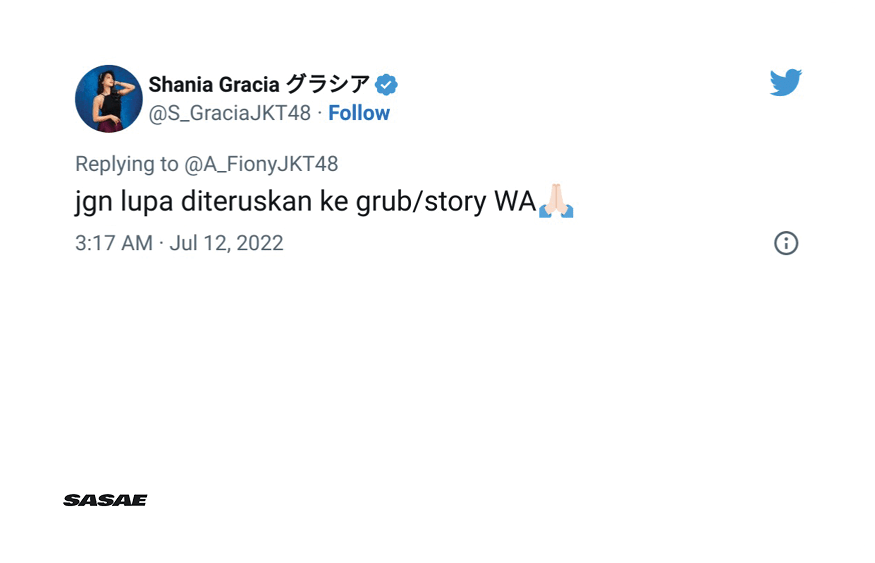 Shania Gracia グラシア
@S_GraciaJKT48 · Follow
Replying to @A_FionyJKT48
jgn lupa diteruskan ke grub/story WA🙏🏻
3:17 AM · Jul 12, 2022
SASAE